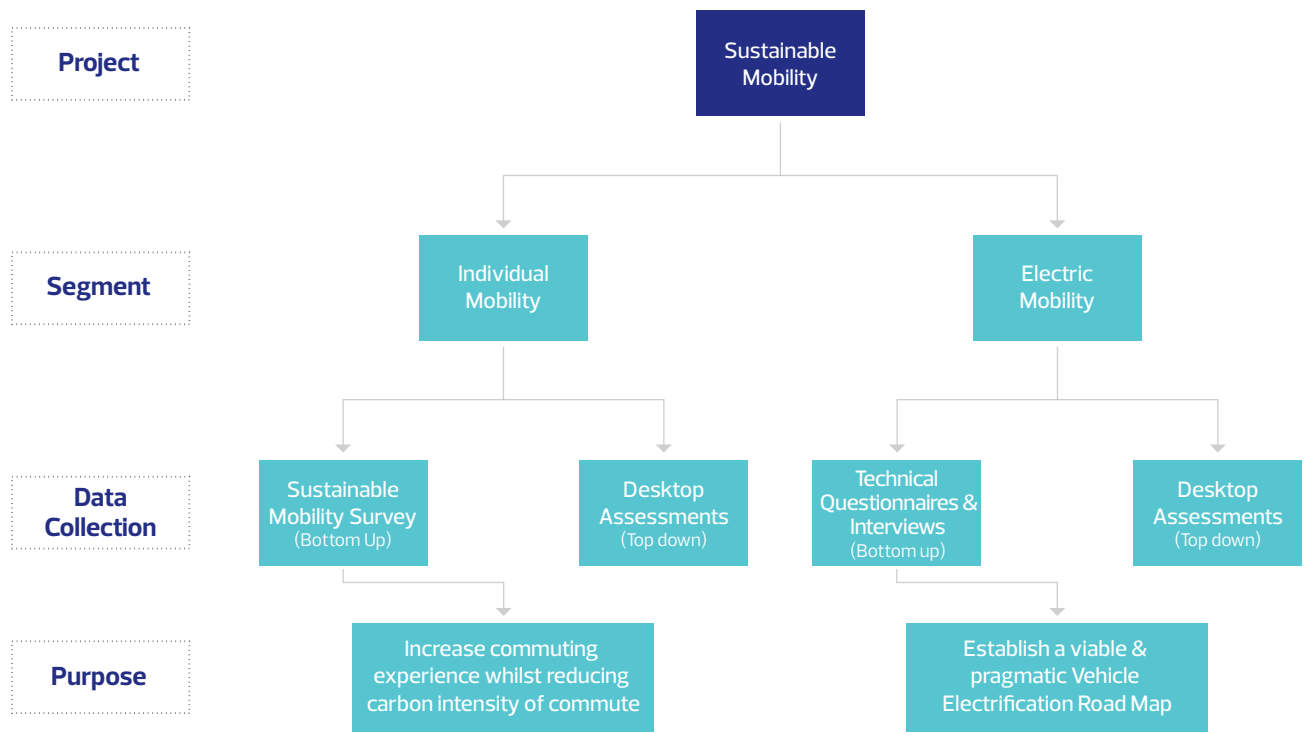 Project
Sustainable
Mobility
Segment
Individual
Mobility
Electric
Mobility
Data
Collection
Sustainable
Mobility Survey
(Bottom Up)
Desktop
Assessments
(Top down)
Technical
Questionnaires &
Interviews
(Bottom up)
Desktop
Assessments
(Top down)
Purpose
Increase commuting
experience whilst reducing
carbon intensity of commute
Establish a viable &
pragmatic Vehicle
Electrification Road Map